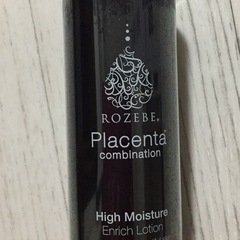 ROZEBE®
Placenta
combination
High Moisture
Enrich Lotion